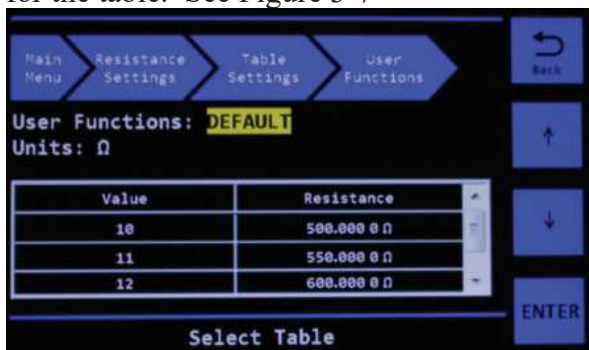 for the table. See Figure 3-7
Main Menu
Resistance Settings
Table Settings
User Functions
Back
User Functions: DEFAULT
Units: Ω
Value Resistance
10 500.000 0 Ω
11 550.000 0 Ω
12 600.000 0 Ω
ENTER
Select Table